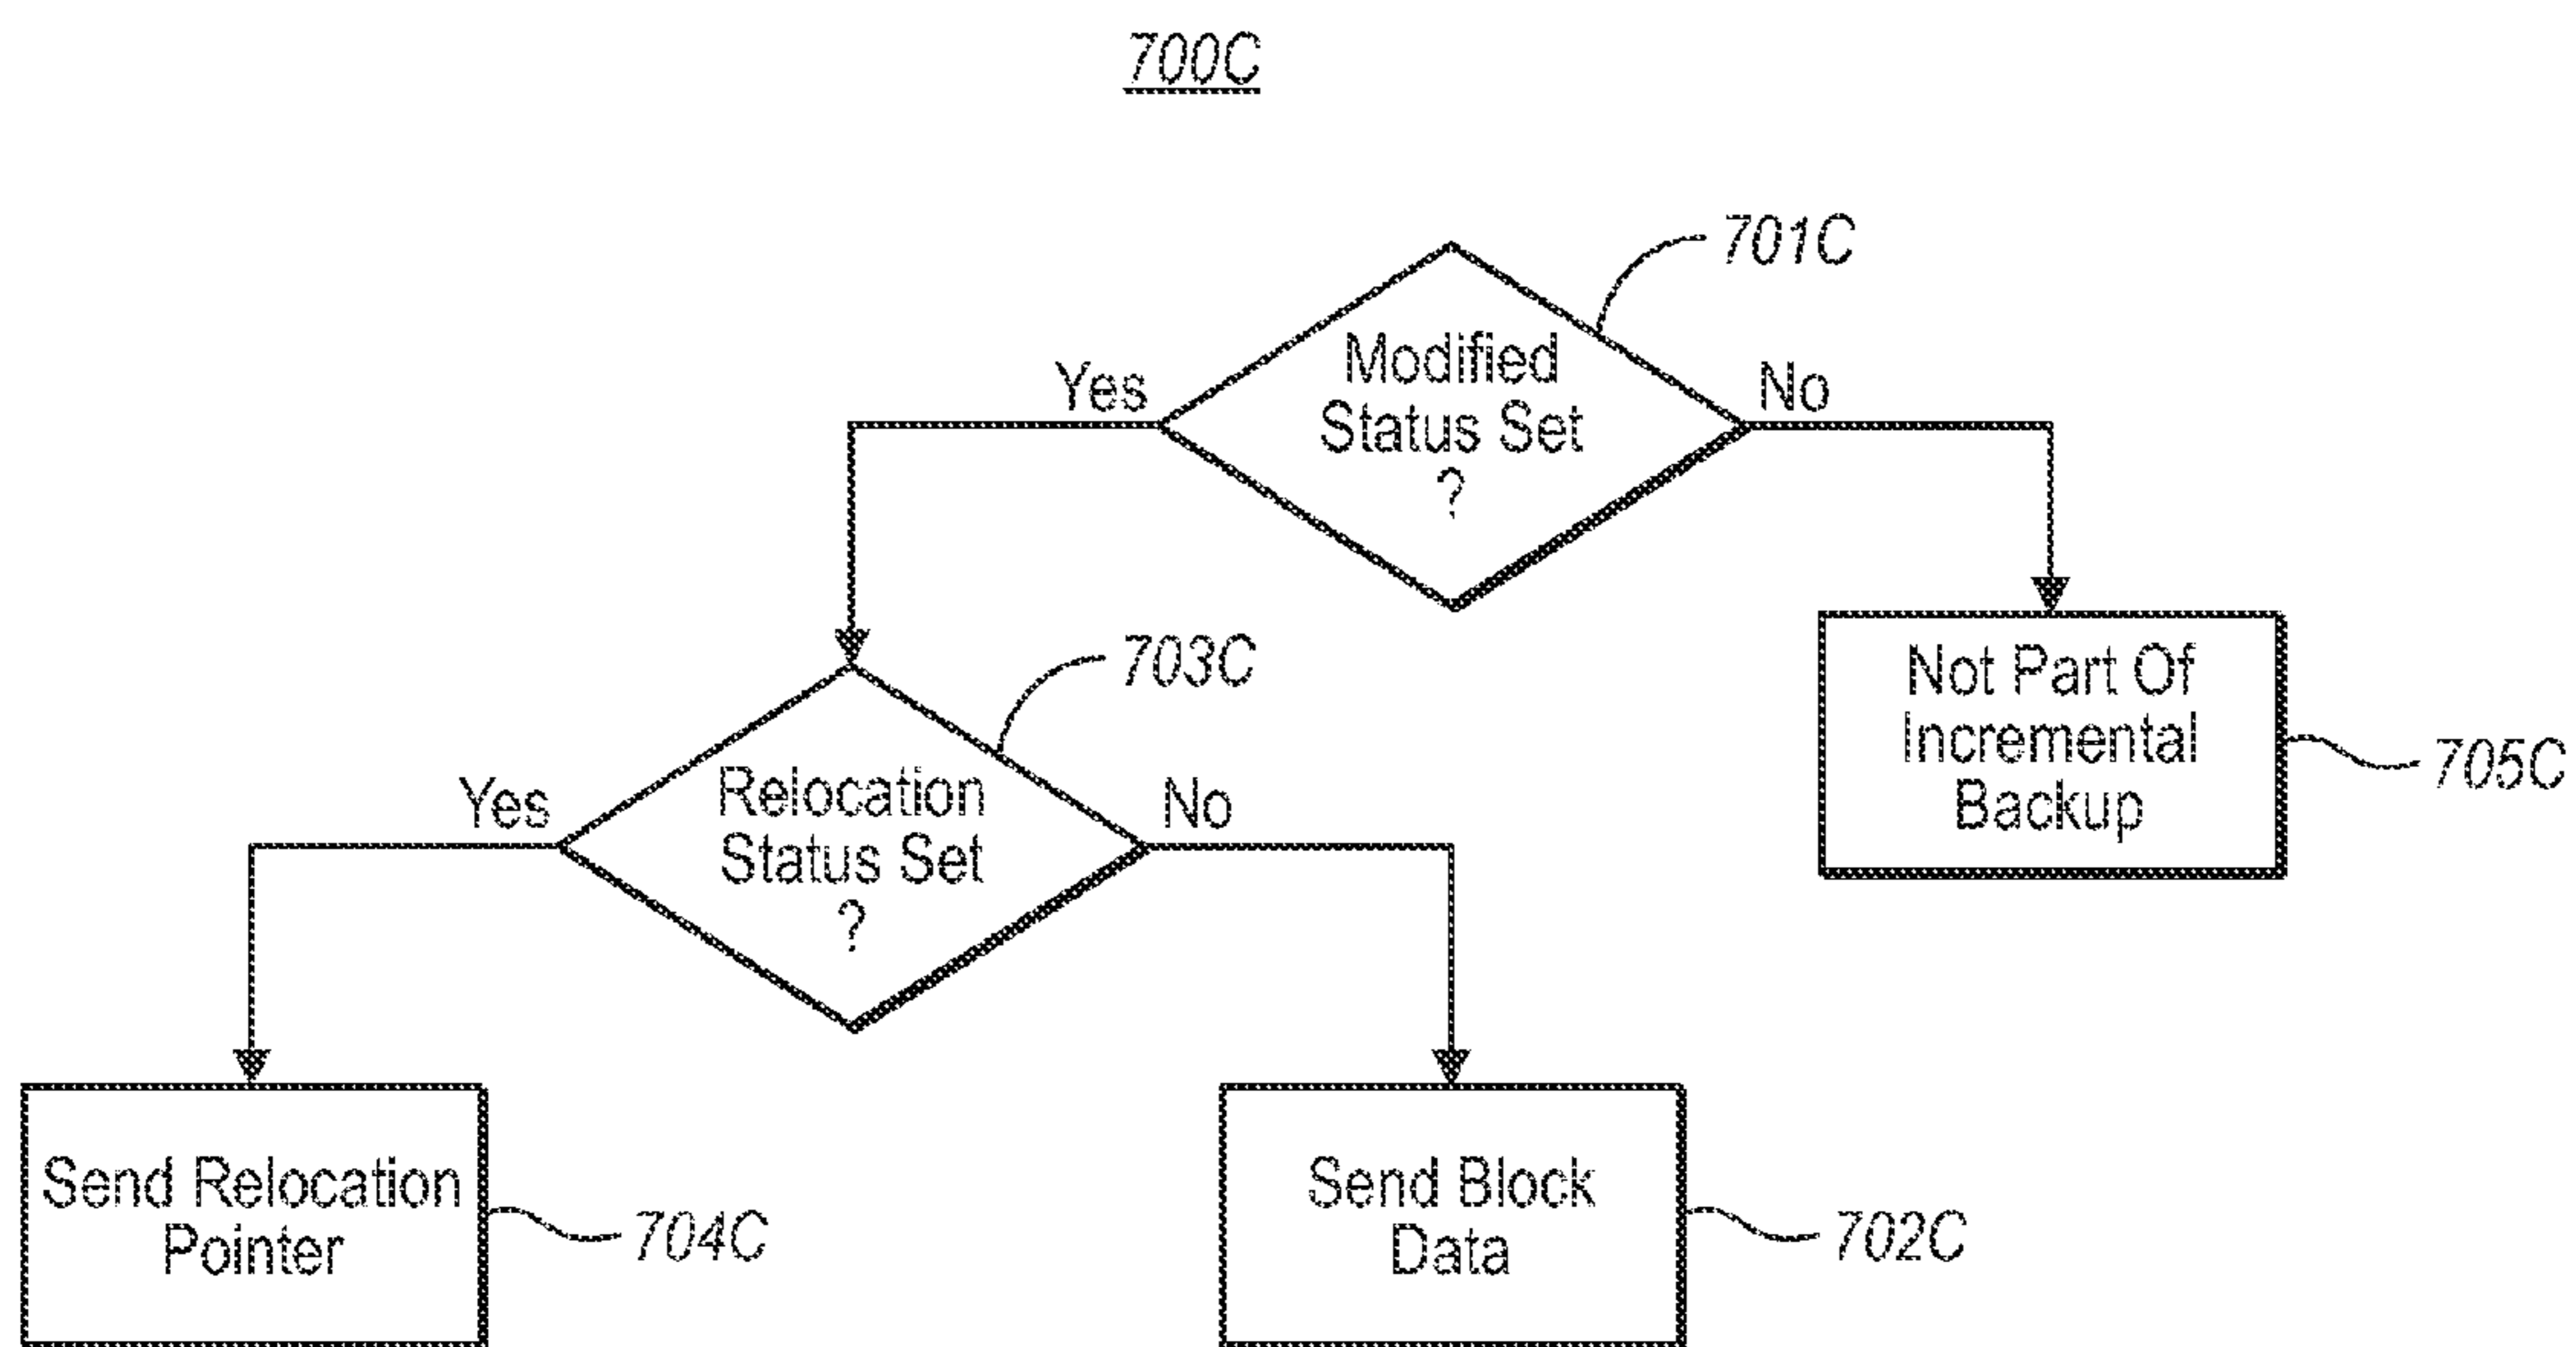 700C
701C
Modified
Status Set
?
Yes
No
703C
Relocation
Status Set
?
Yes
No
Not Part Of
Incremental
Backup
705C
Send Relocation
Pointer
704C
Send Block
Data
702C